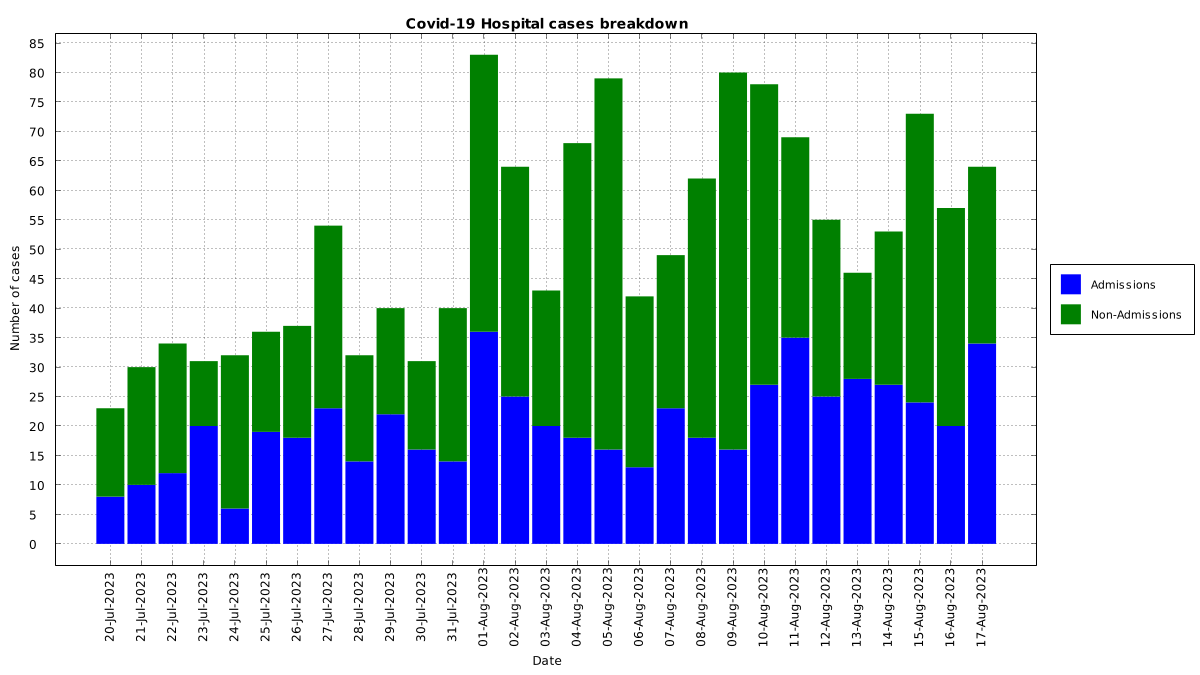 Covid-19 Hospital cases breakdown
85
80
75
70
65
60
55
50
45
40
35
30
25
20
15
10
5
0
Number of cases
20-Jul-2023
21-Jul-2023
22-Jul-2023
23-Jul-2023
24-Jul-2023
25-Jul-2023
26-Jul-2023
27-Jul-2023
28-Jul-2023
29-Jul-2023
30-Jul-2023
31-Jul-2023
01-Aug-2023
02-Aug-2023
03-Aug-2023
04-Aug-2023
05-Aug-2023
06-Aug-2023
07-Aug-2023
08-Aug-2023
09-Aug-2023
10-Aug-2023
11-Aug-2023
12-Aug-2023
13-Aug-2023
14-Aug-2023
15-Aug-2023
16-Aug-2023
17-Aug-2023
Date
Admissions
Non-Admissions